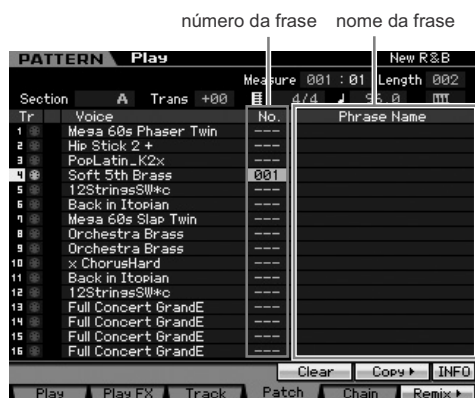 número da frase nome da frase
PATTERN Play New R&B
Measure 001 : 01 Length 002
Section A Trans +00 4/4 96.0
Tr Voice No. Phrase Name
1 Mega 60s Phaser Twin ---
2 Hip Stick 2 + ---
3 PopLatin_K2x ---
4 Soft 5th Brass 001
5 12StringsSW*c ---
6 Back in Itopian ---
7 Mega 60s Slap Twin ---
8 Orchestra Brass ---
9 Orchestra Brass ---
10 x ChorusHard ---
11 Back in Itopian ---
12 12StringsSW*c ---
13 Full Concert GrandE ---
14 Full Concert GrandE ---
15 Full Concert GrandE ---
16 Full Concert GrandE ---
Clear Copy INFO
Play Play FX Track Patch Chain Remix